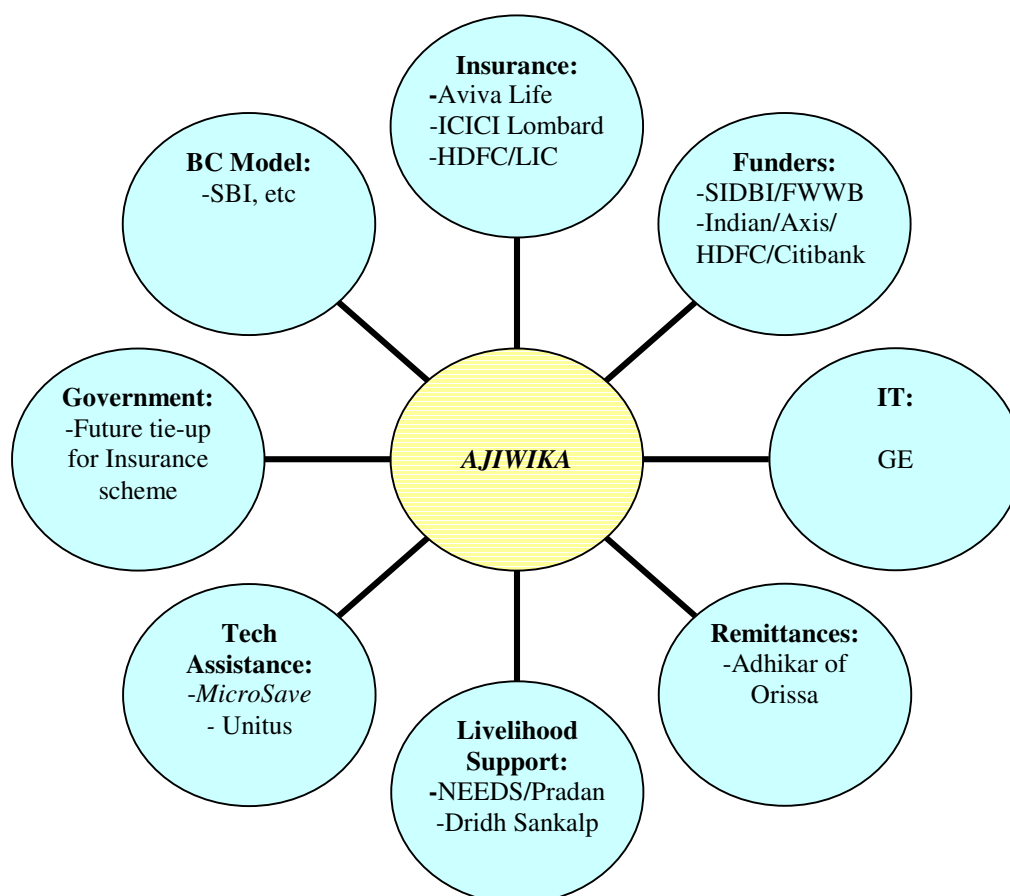 Insurance:
-Aviva Life
-ICICI Lombard
-HDFC/LIC
BC Model:
-SBI, etc
Funders:
-SIDBI/FWWB
-Indian/Axis/
HDFC/Citibank
Government:
-Future tie-up
for Insurance
scheme
AJIWIKA
IT:
GE
Tech
Assistance:
-MicroSave
- Unitus
Livelihood
Support:
-NEEDS/Pradan
-Dridh Sankalp
Remittances:
-Adhikar of
Orissa